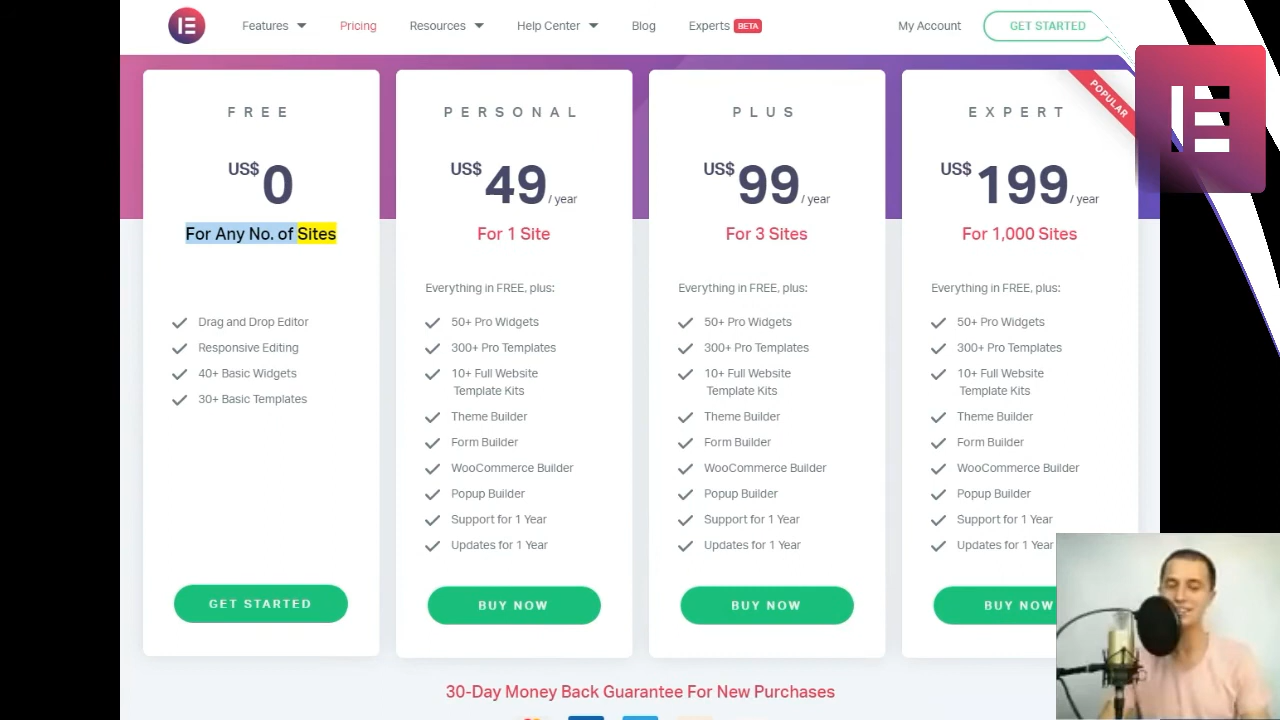 Features
Pricing
Resources
Help Center
Blog
Experts BETA
My Account
GET STARTED
FREE
US$ 0
For Any No. of Sites
Drag and Drop Editor
Responsive Editing
40+ Basic Widgets
30+ Basic Templates
GET STARTED
PERSONAL
US$ 49 / year
For 1 Site
Everything in FREE, plus:
50+ Pro Widgets
300+ Pro Templates
10+ Full Website
Template Kits
Theme Builder
Form Builder
WooCommerce Builder
Popup Builder
Support for 1 Year
Updates for 1 Year
BUY NOW
PLUS
US$ 99 / year
For 3 Sites
Everything in FREE, plus:
50+ Pro Widgets
300+ Pro Templates
10+ Full Website
Template Kits
Theme Builder
Form Builder
WooCommerce Builder
Popup Builder
Support for 1 Year
Updates for 1 Year
BUY NOW
EXPERT
POPULAR
US$ 199 / year
For 1,000 Sites
Everything in FREE, plus:
50+ Pro Widgets
300+ Pro Templates
10+ Full Website
Template Kits
Theme Builder
Form Builder
WooCommerce Builder
Popup Builder
Support for 1 Year
Updates for 1 Year
BUY NOW
30-Day Money Back Guarantee For New Purchases